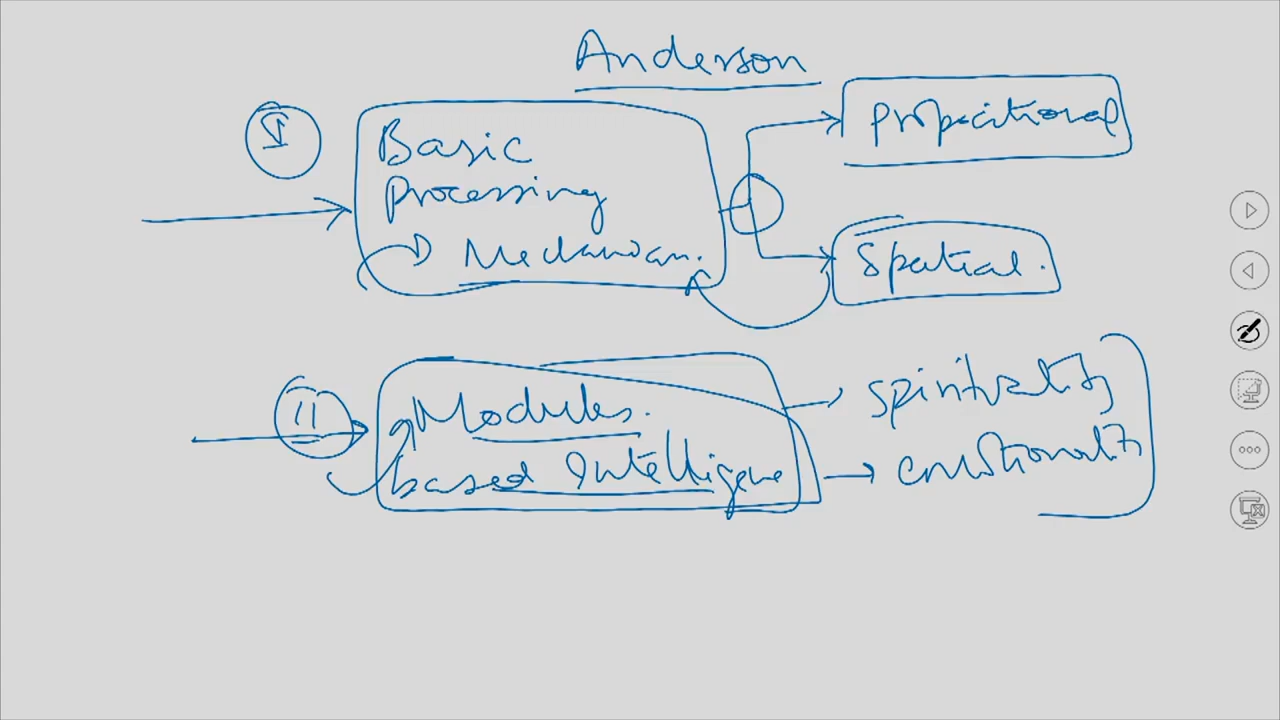 Anderson
I
Basic
Processing
Mechanism.
Propositional
Spatial.
II
Modules.
based Intelligence
spirituality
emotionality